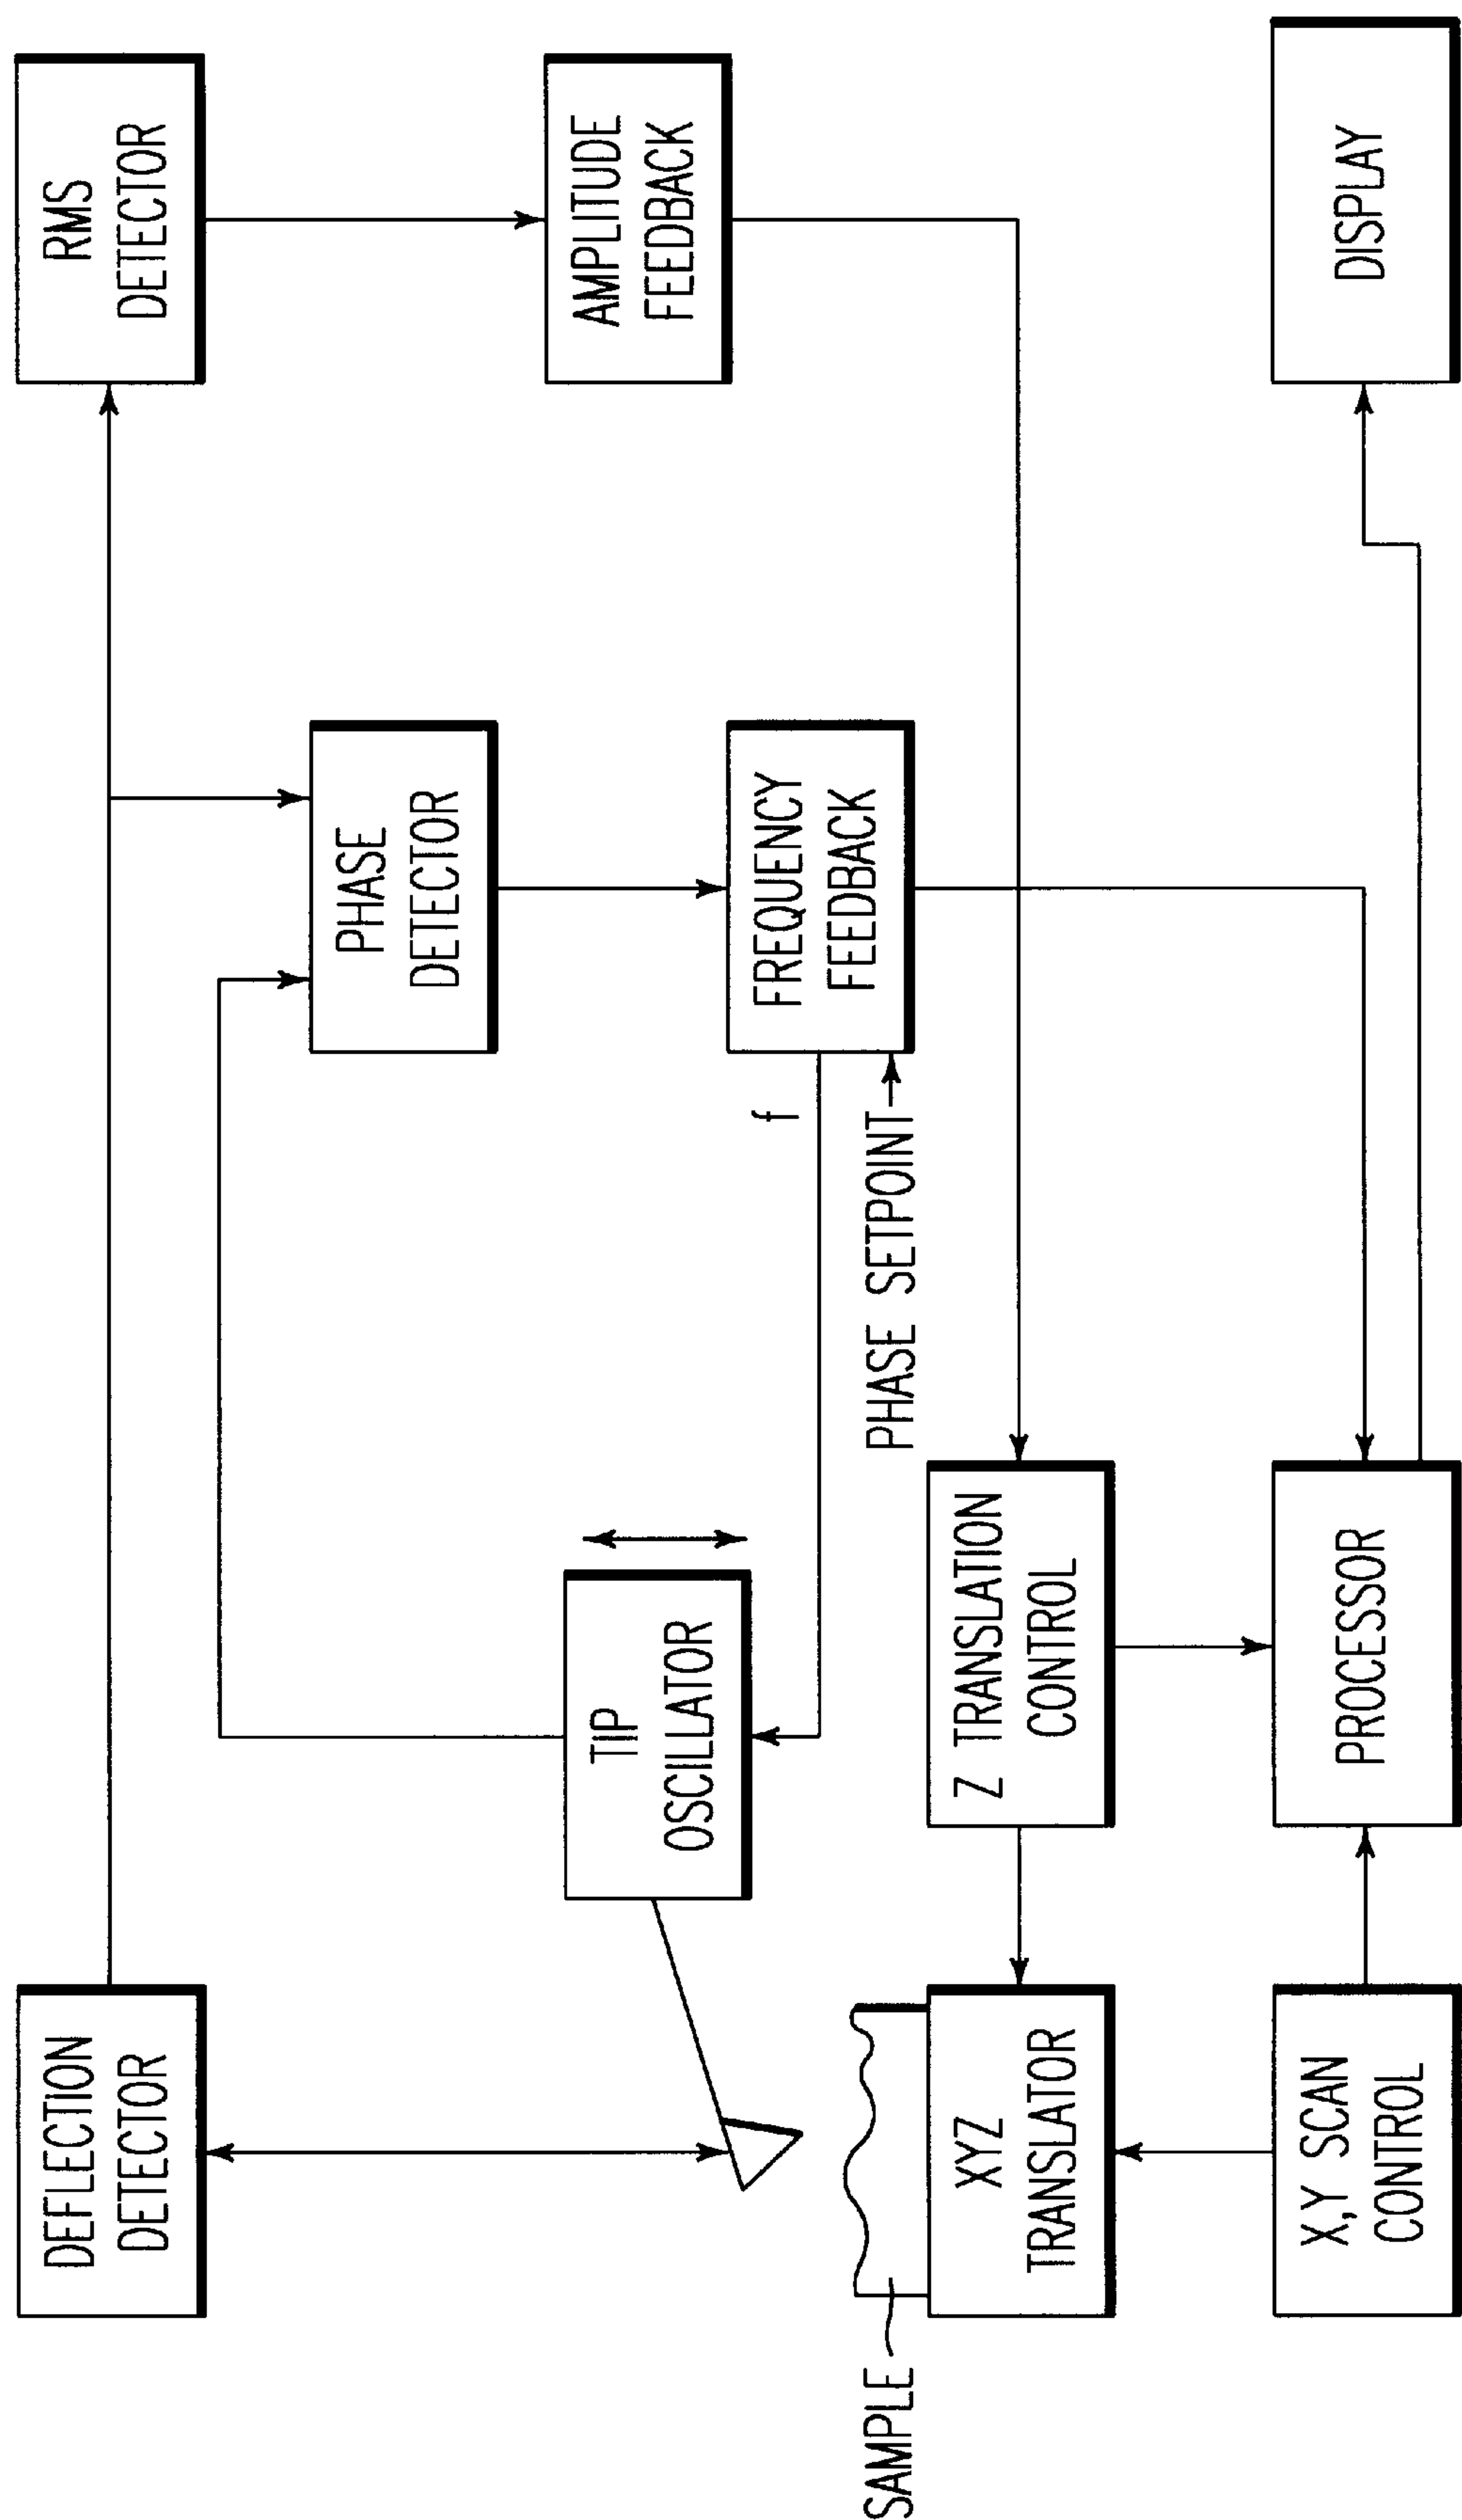 DEFLECTION
DETECTOR
RMS
DETECTOR
PHASE
DETECTOR
TIP
OSCILLATOR
AMPLITUDE
FEEDBACK
FREQUENCY
FEEDBACK
f
PHASE SETPOINT
SAMPLE
XYZ
TRANSLATOR
Z TRANSLATION
CONTROL
X,Y SCAN
CONTROL
PROCESSOR
DISPLAY